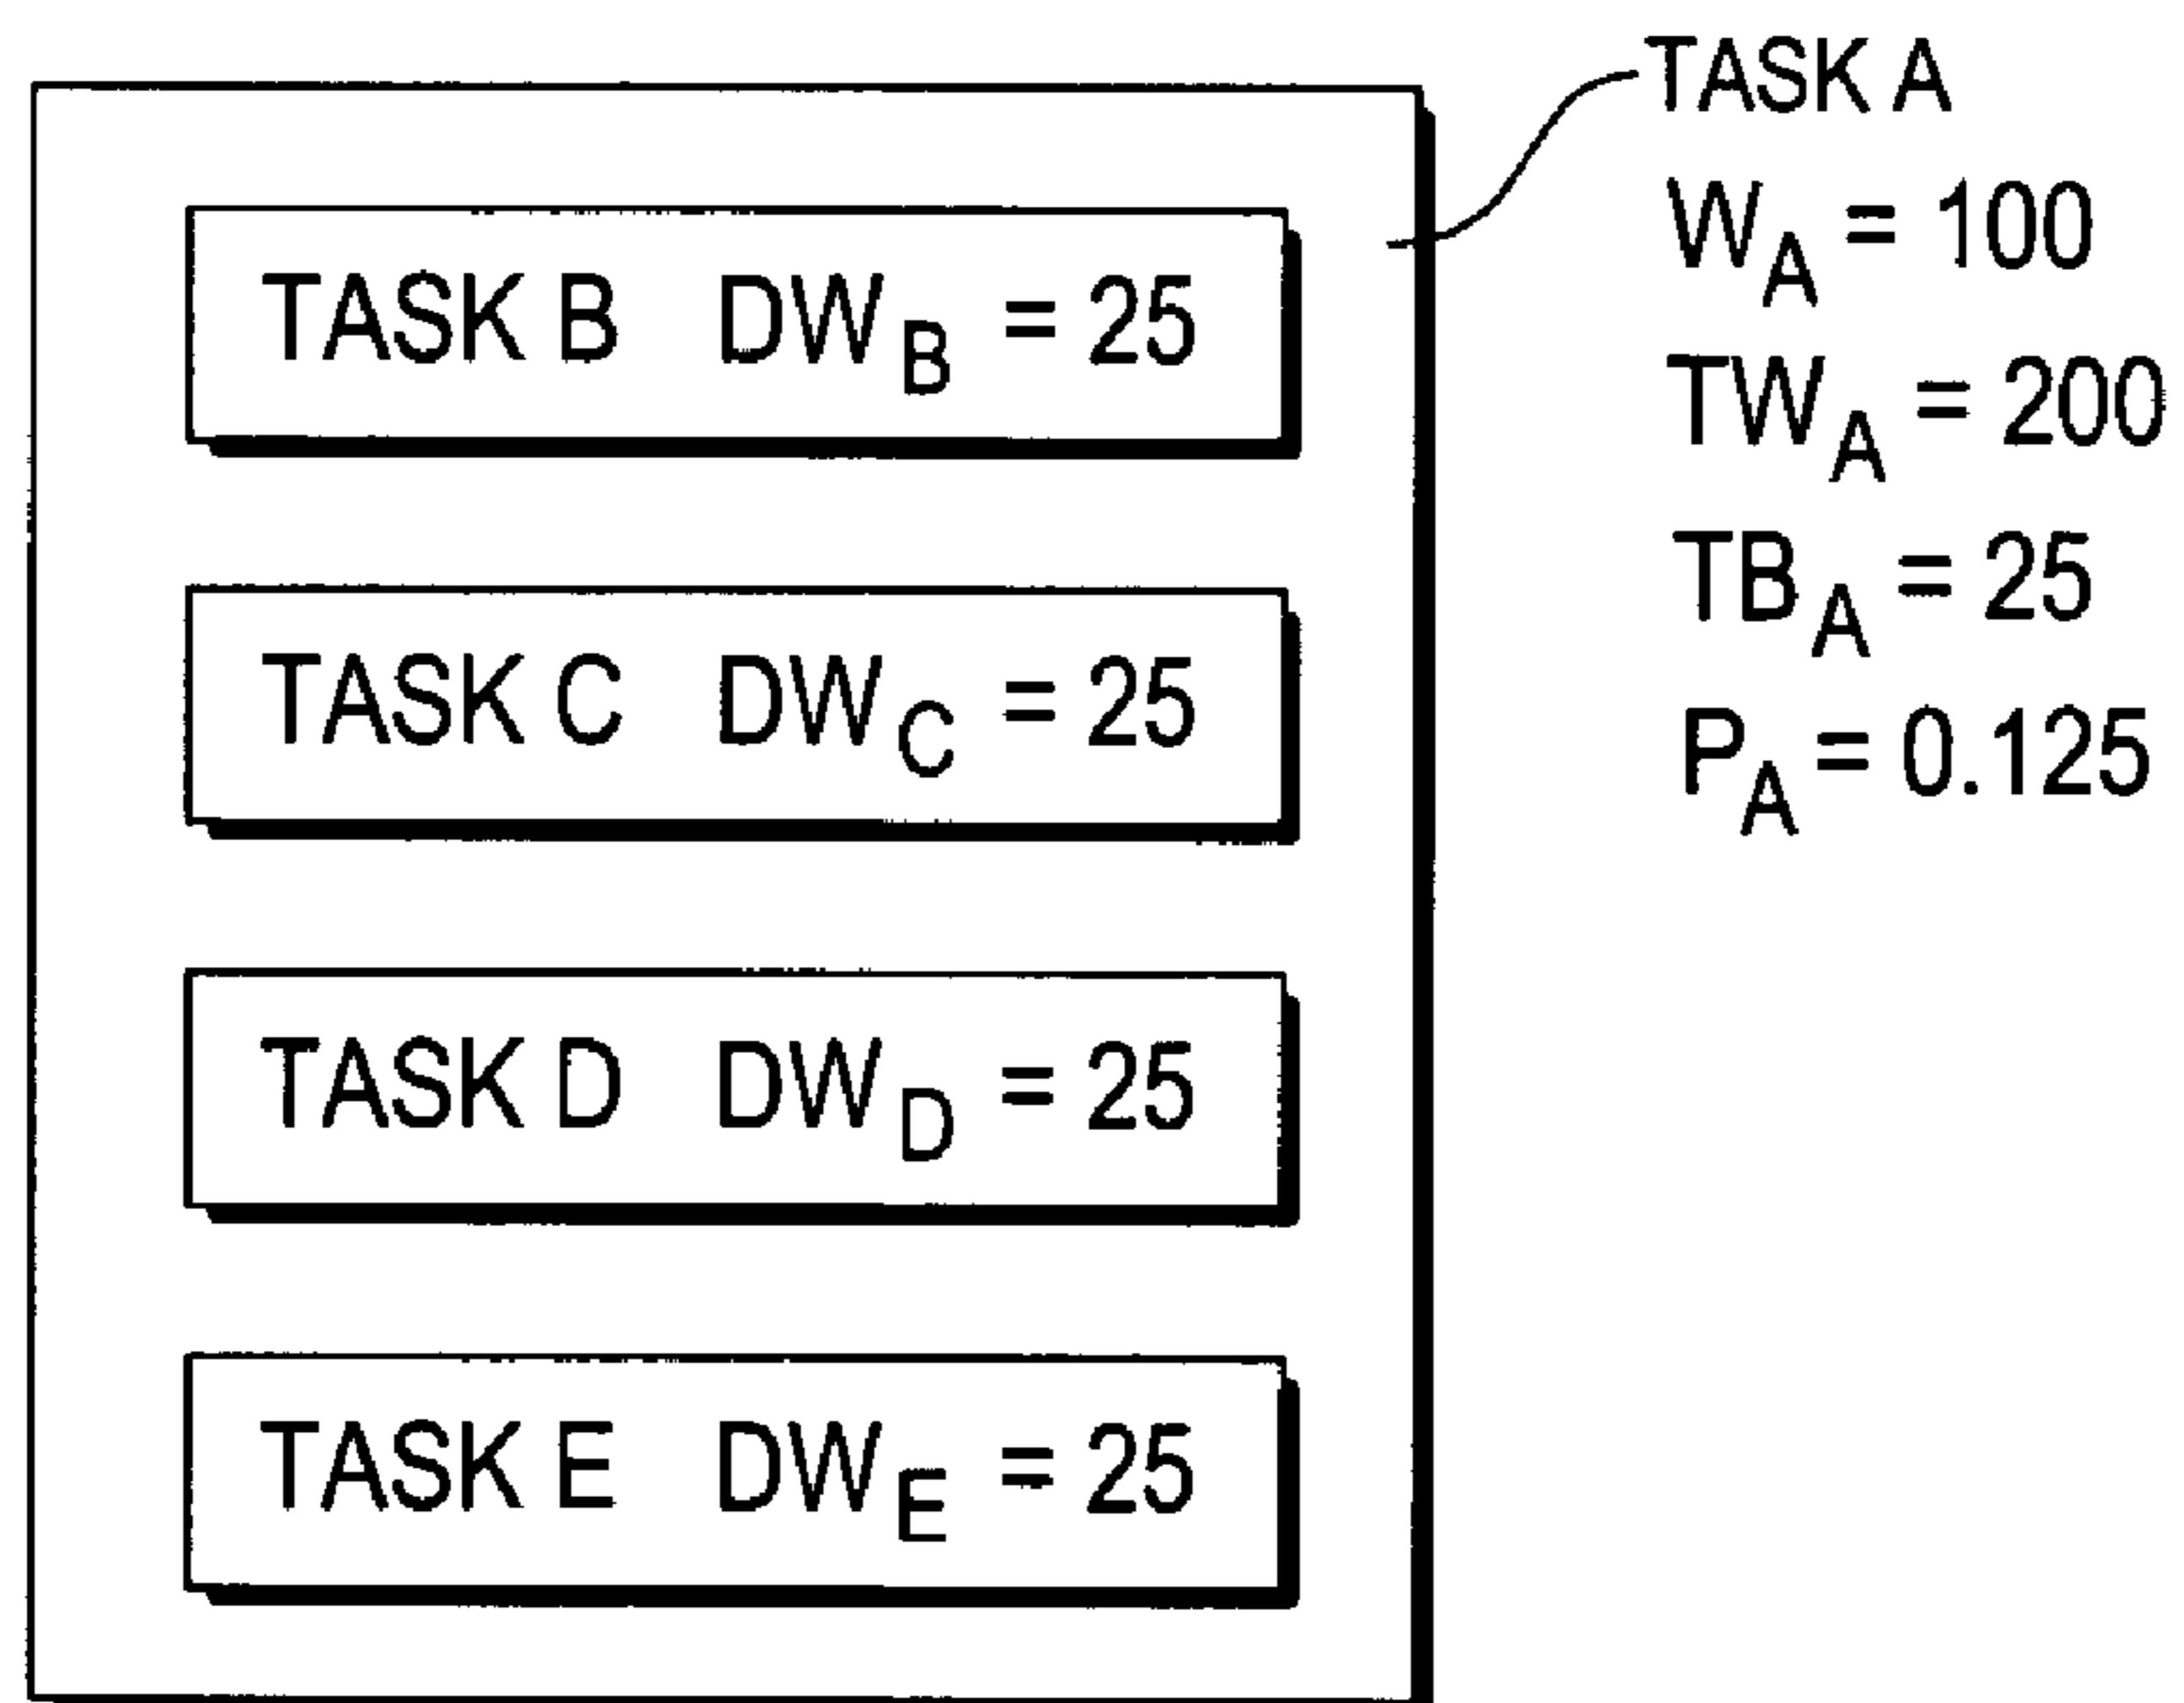 TASK A
W_A = 100
TW_A = 200
TB_A = 25
P_A = 0.125
TASK B DW_B = 25
TASK C DW_C = 25
TASK D DW_D = 25
TASK E DW_E = 25